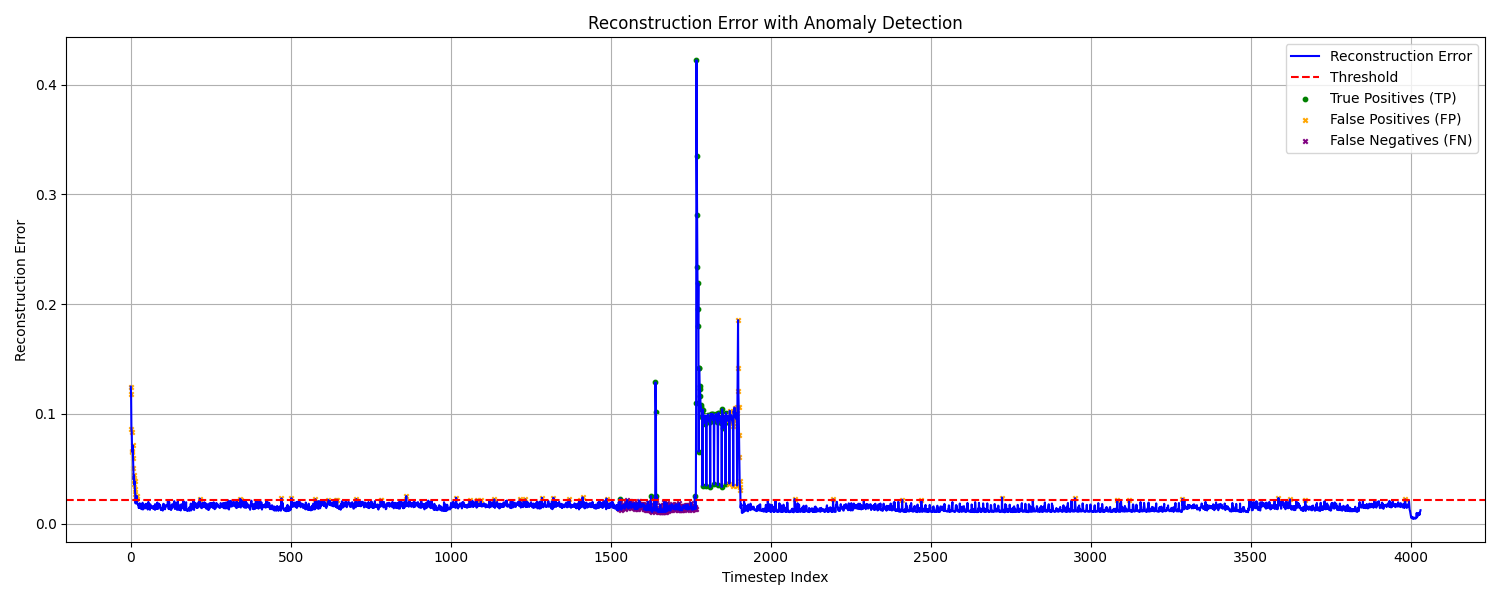 Reconstruction Error with Anomaly Detection
Reconstruction Error
Threshold
True Positives (TP)
False Positives (FP)
False Negatives (FN)
0.4
0.3
0.2
0.1
0.0
Reconstruction Error
0 500 1000 1500 2000 2500 3000 3500 4000
Timestep Index